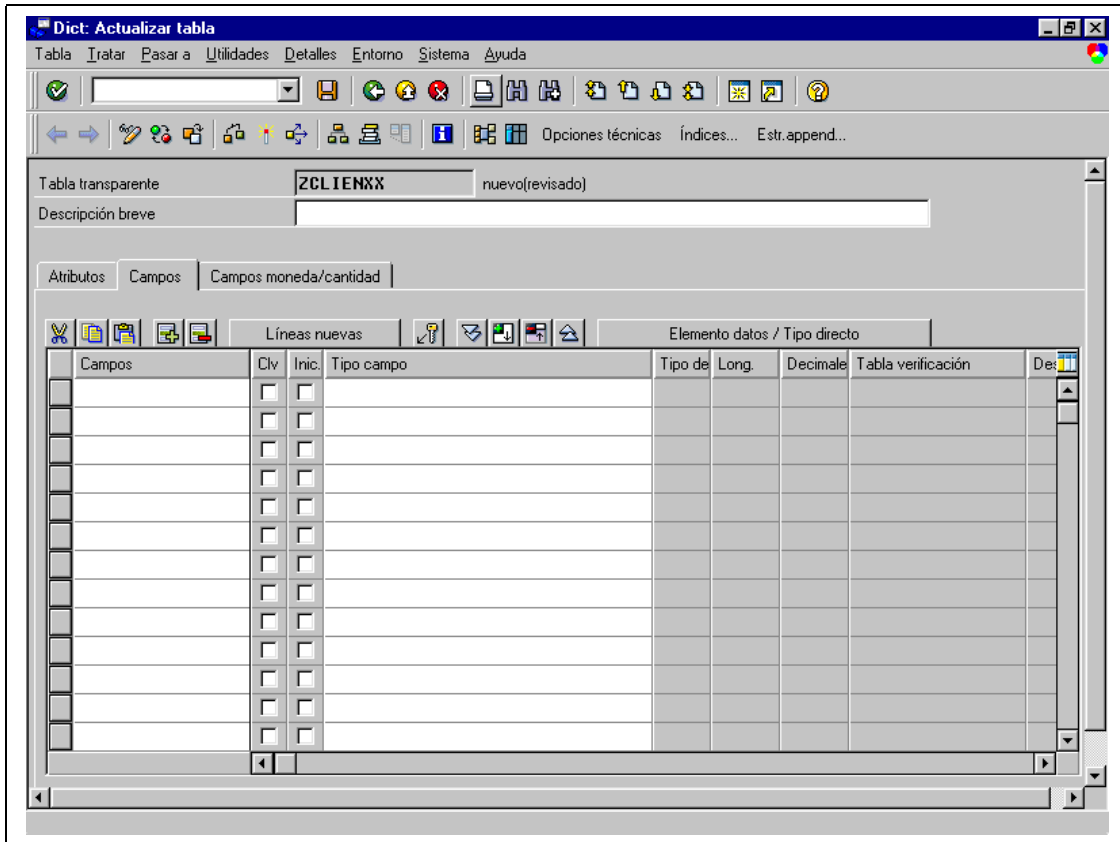 Dict: Actualizar tabla
Tabla Tratar Pasar a Utilidades Detalles Entorno Sistema Ayuda
Opciones técnicas Índices... Estr.append...
Tabla transparente ZCLIENXX nuevo(revisado)
Descripción breve
Atributos Campos Campos moneda/cantidad
Líneas nuevas Elemento datos / Tipo directo
Campos Clv Inic. Tipo campo Tipo de Long. Decimale Tabla verificación Des